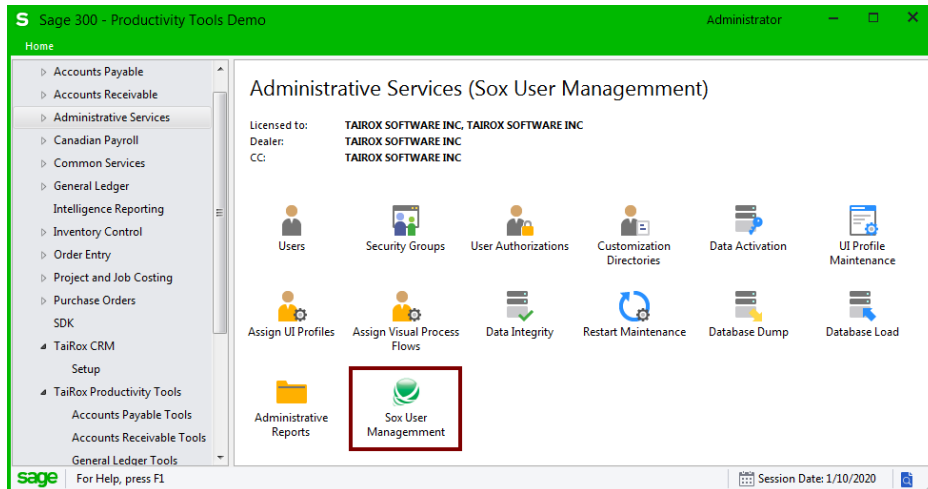 S Sage 300 - Productivity Tools Demo
Administrator
Home
Accounts Payable
Accounts Receivable
Administrative Services
Canadian Payroll
Common Services
General Ledger
Intelligence Reporting
Inventory Control
Order Entry
Project and Job Costing
Purchase Orders
SDK
TaiRox CRM
Setup
TaiRox Productivity Tools
Accounts Payable Tools
Accounts Receivable Tools
General Ledger Tools
Administrative Services (Sox User Managemment)
Licensed to: TAIROX SOFTWARE INC, TAIROX SOFTWARE INC
Dealer: TAIROX SOFTWARE INC
CC: TAIROX SOFTWARE INC
Users
Security Groups
User Authorizations
Customization
Directories
Data Activation
UI Profile
Maintenance
Assign UI Profiles
Assign Visual Process
Flows
Data Integrity
Restart Maintenance
Database Dump
Database Load
Administrative
Reports
Sox User
Managemment
sage For Help, press F1
Session Date: 1/10/2020